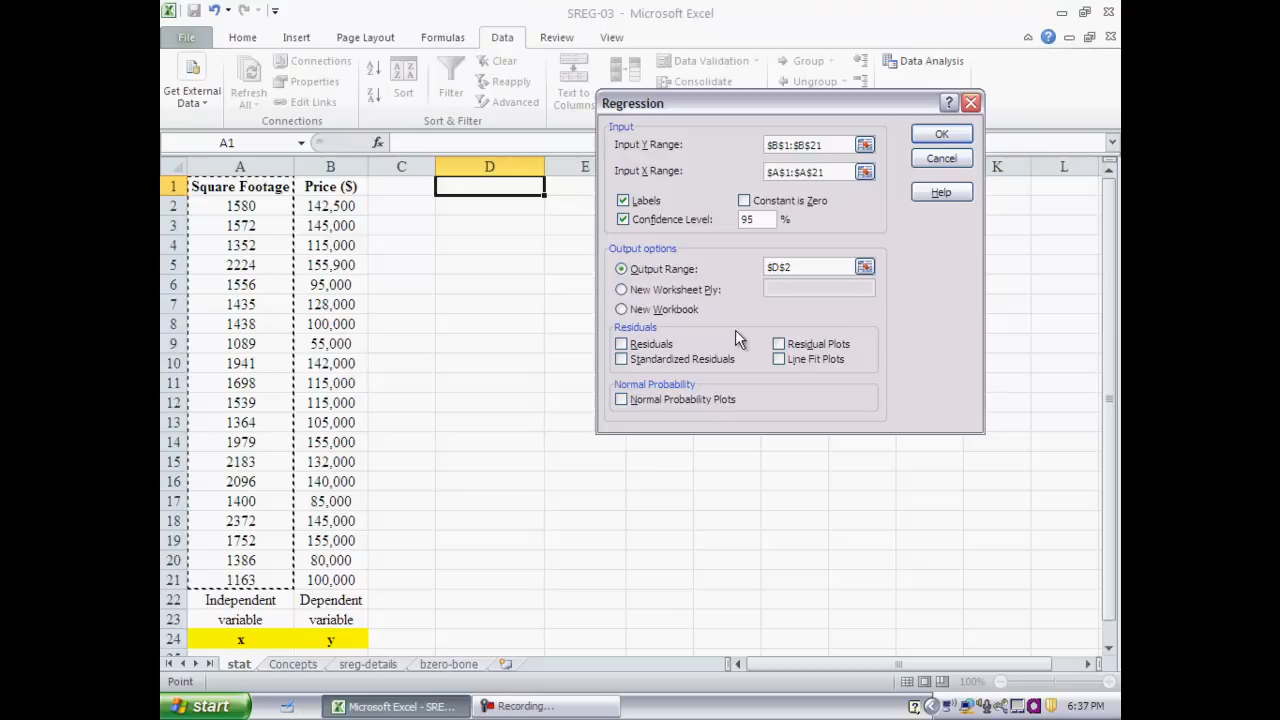 SREG-03 - Microsoft Excel
File Home Insert Page Layout Formulas Data Review View
Get External Data
Refresh All
Connections
Properties
Edit Links
Connections
Sort
Filter
Clear
Reapply
Advanced
Sort & Filter
Text to Columns
Data Validation
Consolidate
Group
Ungroup
Data Analysis
A1 fx
A B C D E K L
1 Square Footage Price ($)
2 1580 142,500
3 1572 145,000
4 1352 115,000
5 2224 155,900
6 1556 95,000
7 1435 128,000
8 1438 100,000
9 1089 55,000
10 1941 142,000
11 1698 115,000
12 1539 115,000
13 1364 105,000
14 1979 155,000
15 2183 132,000
16 2096 140,000
17 1400 85,000
18 2372 145,000
19 1752 155,000
20 1386 80,000
21 1163 100,000
22 Independent Dependent
23 variable variable
24 x y
Regression
Input
Input Y Range: $B$1:$B$21
Input X Range: $A$1:$A$21
Labels Constant is Zero
Confidence Level: 95 %
OK
Cancel
Help
Output options
Output Range: $D$2
New Worksheet Ply:
New Workbook
Residuals
Residuals Residual Plots
Standardized Residuals Line Fit Plots
Normal Probability
Normal Probability Plots
stat Concepts sreg-details bzero-bone
Point 100%
start Microsoft Excel - SRE... Recording... 6:37 PM